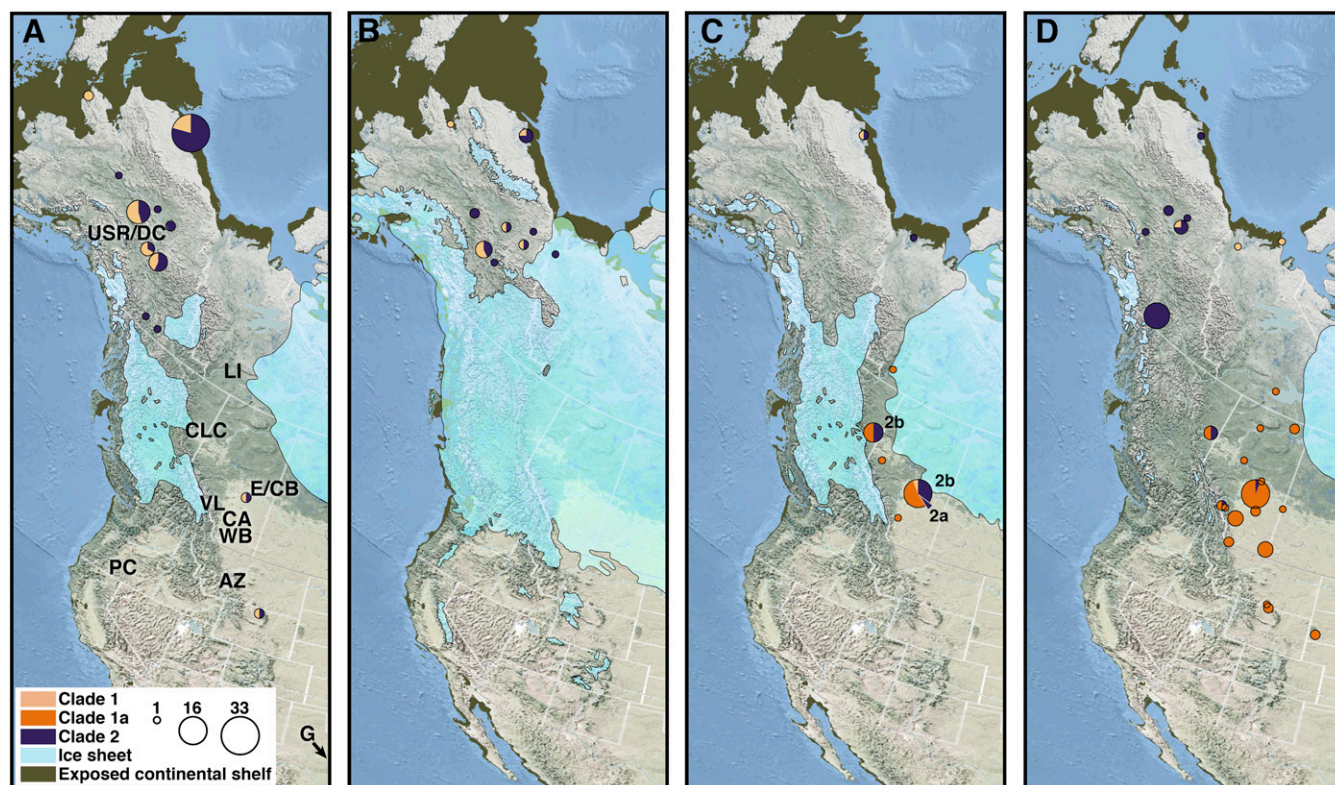 A
B
C
D
USR/DC
LI
CLC
E/CB
VL
CA
WB
PC
AZ
2b
2b
2a
Clade 1
Clade 1a
Clade 2
Ice sheet
Exposed continental shelf
1 16 33
G